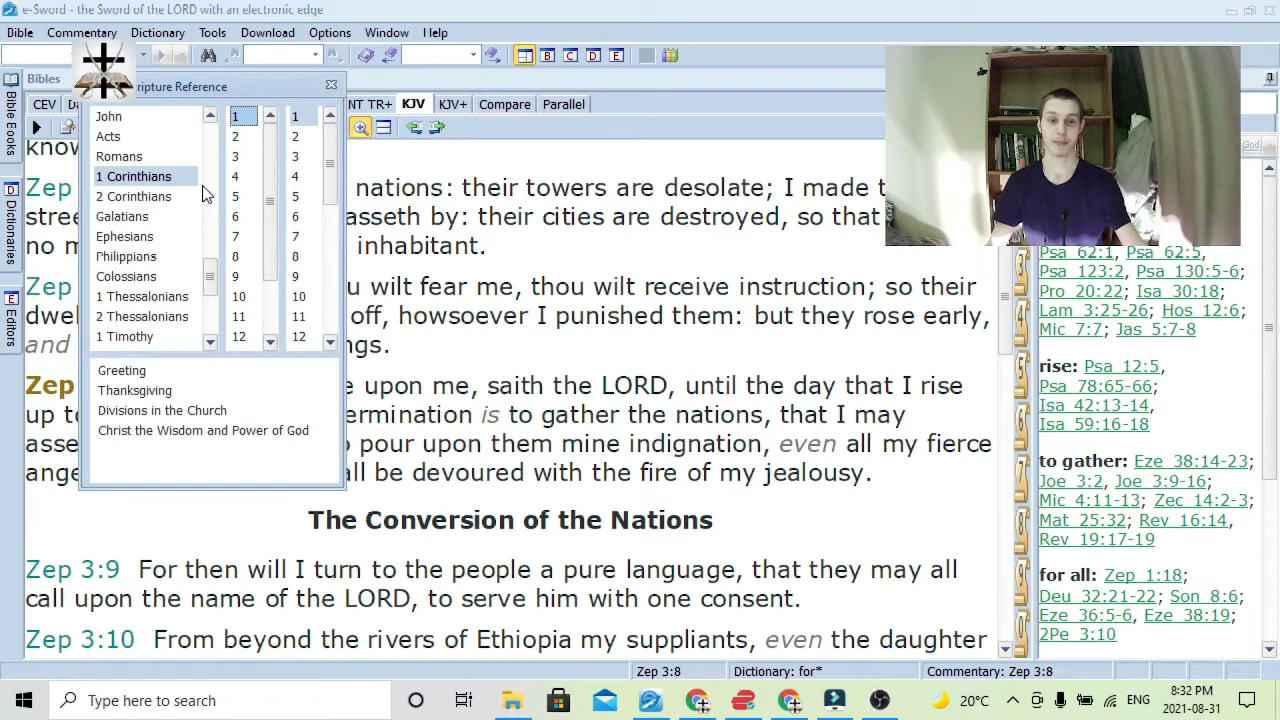 e-Sword - the Sword of the LORD with an electronic edge
Bible Commentary Dictionary Tools Download Options Window Help
B C D E
Bibles
Bible Books
Dictionaries
Editors
Scripture Reference
John
Acts
Romans
1 Corinthians
2 Corinthians
Galatians
Ephesians
Philippians
Colossians
1 Thessalonians
2 Thessalonians
1 Timothy
1
2
3
4
5
6
7
8
9
10
11
12
1
2
3
4
5
6
7
8
9
10
11
12
Greeting
Thanksgiving
Divisions in the Church
Christ the Wisdom and Power of God
CEV NT TR+ KJV KJV+ Compare Parallel
Zep nations: their towers are desolate; I made
asseth by: their cities are destroyed, so that
no inhabitant.
Zep thou wilt receive instruction; so their
off, howsoever I punished them: but they rose early,
and
Zep upon me, saith the LORD, until the day that I rise
up is to gather the nations, that I may
pour upon them mine indignation, even all my fierce
be devoured with the fire of my jealousy.
The Conversion of the Nations
Zep 3:9 For then will I turn to the people a pure language, that they may all
call upon the name of the LORD, to serve him with one consent.
Zep 3:10 From beyond the rivers of Ethiopia my suppliants, even the daughter
God
Psa 62:1, Psa 62:5,
Psa 123:2, Psa 130:5-6;
Pro 20:22; Isa 30:18;
Lam 3:25-26; Hos 12:6;
Mic 7:7; Jas 5:7-8
rise: Psa 12:5,
Psa 78:65-66;
Isa 42:13-14,
Isa 59:16-18
to gather: Eze 38:14-23;
Joe 3:2, Joe 3:9-16;
Mic 4:11-13; Zec 14:2-3;
Mat 25:32; Rev 16:14,
Rev 19:17-19
for all: Zep 1:18;
Deu 32:21-22; Son 8:6;
Eze 36:5-6, Eze 38:19;
2Pe 3:10
Zep 3:8 Dictionary: for* Commentary: Zep 3:8
Type here to search
20°C ENG
8:32 PM
2021-08-31